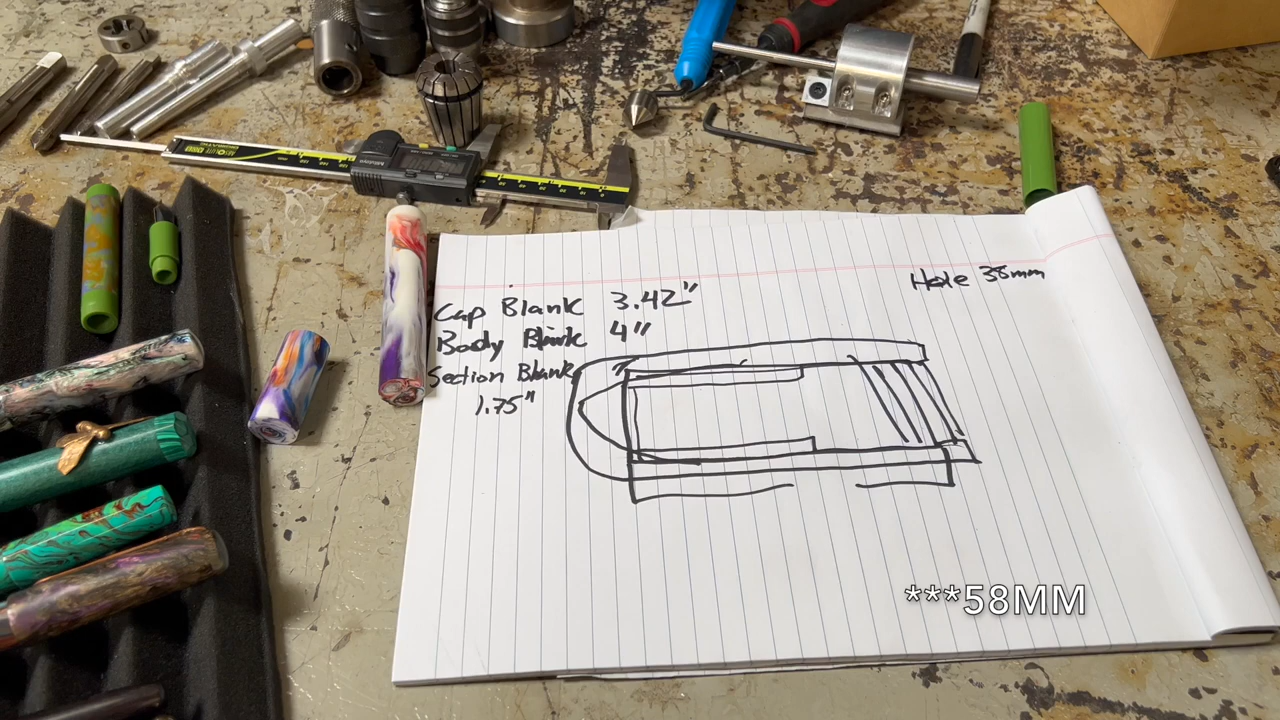 Cap Blank 3.42"
Body Blank 4"
Section Blank
1.75"
Hole 38mm
***58MM